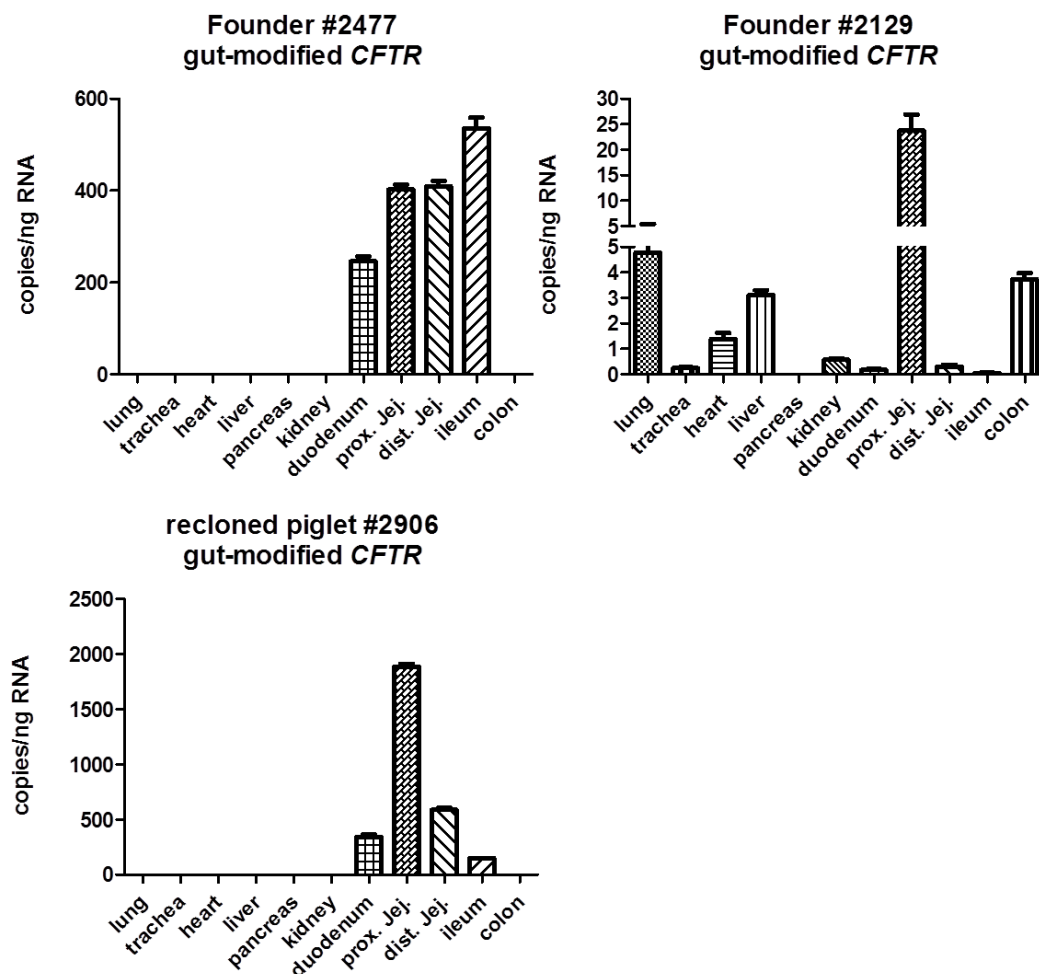 Founder #2477
gut-modified CFTR
600
400
200
0
copies/ng RNA
lung
trachea
heart
liver
pancreas
kidney
duodenum
prox. Jej.
dist. Jej.
ileum
colon
Founder #2129
gut-modified CFTR
30
25
20
15
10
5
5
4
3
2
1
0
copies/ng RNA
lung
trachea
heart
liver
pancreas
kidney
duodenum
prox. Jej.
dist. Jej.
ileum
colon
recloned piglet #2906
gut-modified CFTR
2500
2000
1500
1000
500
0
copies/ng RNA
lung
trachea
heart
liver
pancreas
kidney
duodenum
prox. Jej.
dist. Jej.
ileum
colon